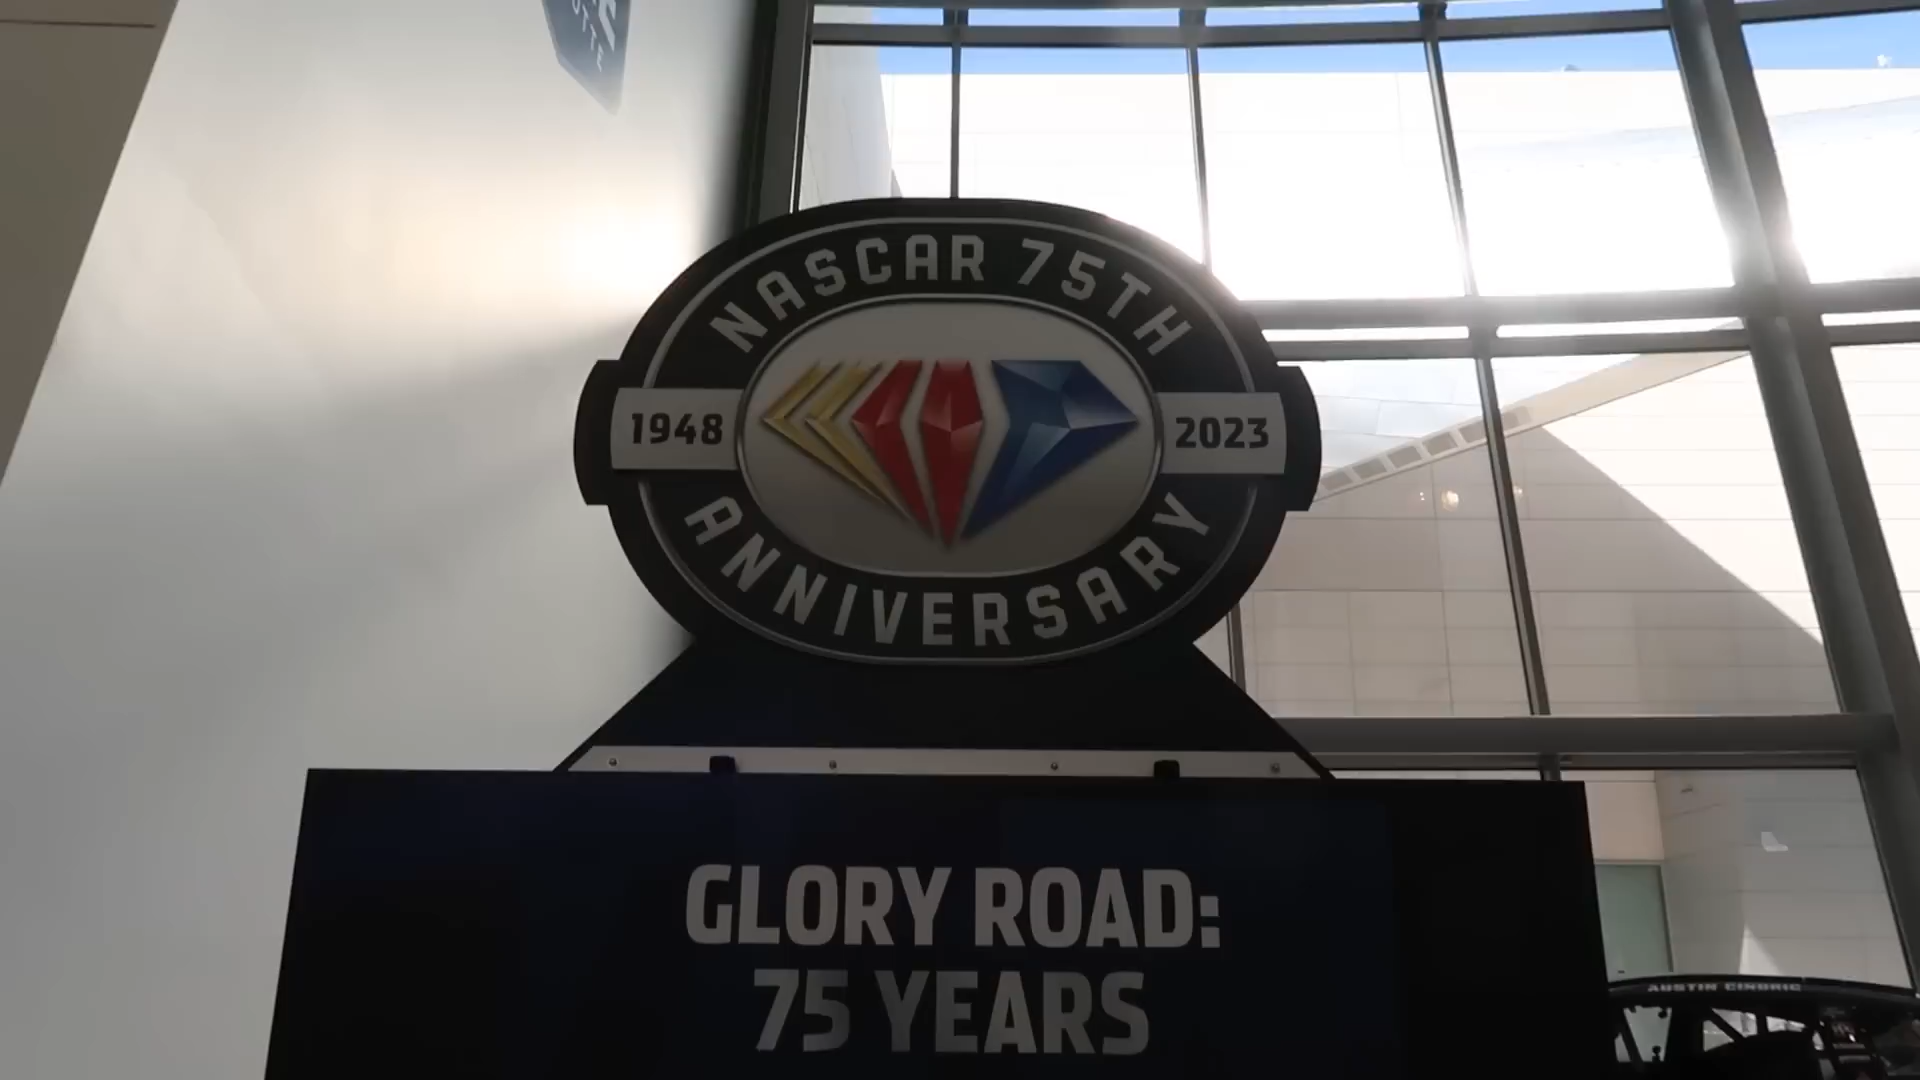 NASCAR 75TH
1948
2023
ANNIVERSARY
GLORY ROAD:
75 YEARS
AUSTIN CINDRIC